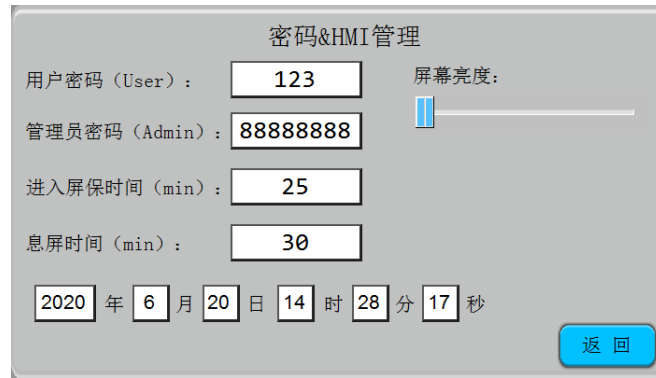 密码&HMI管理
用户密码（User）： 123 屏幕亮度：
管理员密码（Admin）： 88888888
进入屏保时间（min）： 25
息屏时间（min）： 30
2020 年 6 月 20 日 14 时 28 分 17 秒
返 回